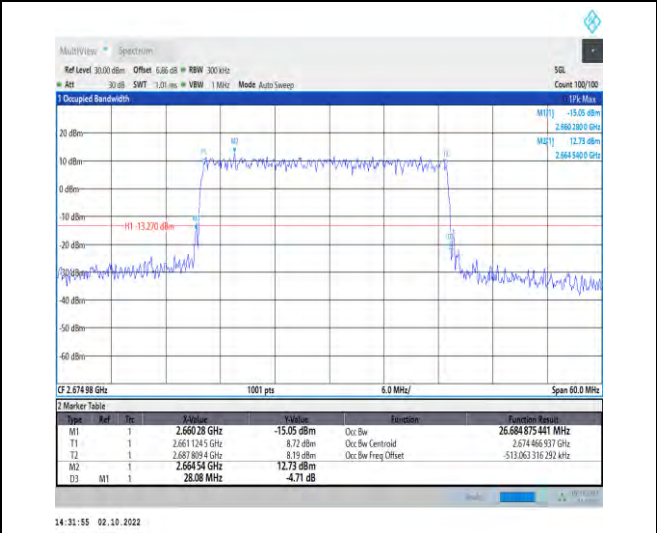 MultiView Spectrum
Ref Level 30.00 dBm Offset 6.86 dB RBW 300 kHz SGL
Att 30 dB SWT 1.01 ms VBW 1 MHz Mode Auto Sweep Count 100/100
1 Occupied Bandwidth 1Pk Max
M1[1] -15.05 dBm
2.660 280 0 GHz
M2[1] 12.73 dBm
2.664 540 0 GHz
20 dBm
M2
10 dBm
0 dBm
-10 dBm
H1 -13.270 dBm
-20 dBm
-30 dBm
-40 dBm
-50 dBm
-60 dBm
CF 2.674 98 GHz 1001 pts 6.0 MHz/ Span 60.0 MHz
2 Marker Table
Type Ref Trc X-Value Y-Value Function Function Result
M1 1 2.660 28 GHz -15.05 dBm Occ Bw 26.684 875 441 MHz
T1 1 2.661 124 5 GHz 8.72 dBm Occ Bw Centroid 2.674 466 937 GHz
T2 1 2.687 809 4 GHz 8.19 dBm Occ Bw Freq Offset -513.063 316 292 kHz
M2 1 2.664 54 GHz 12.73 dBm
D3 M1 1 28.08 MHz -4.71 dB
14:31:55 02.10.2022